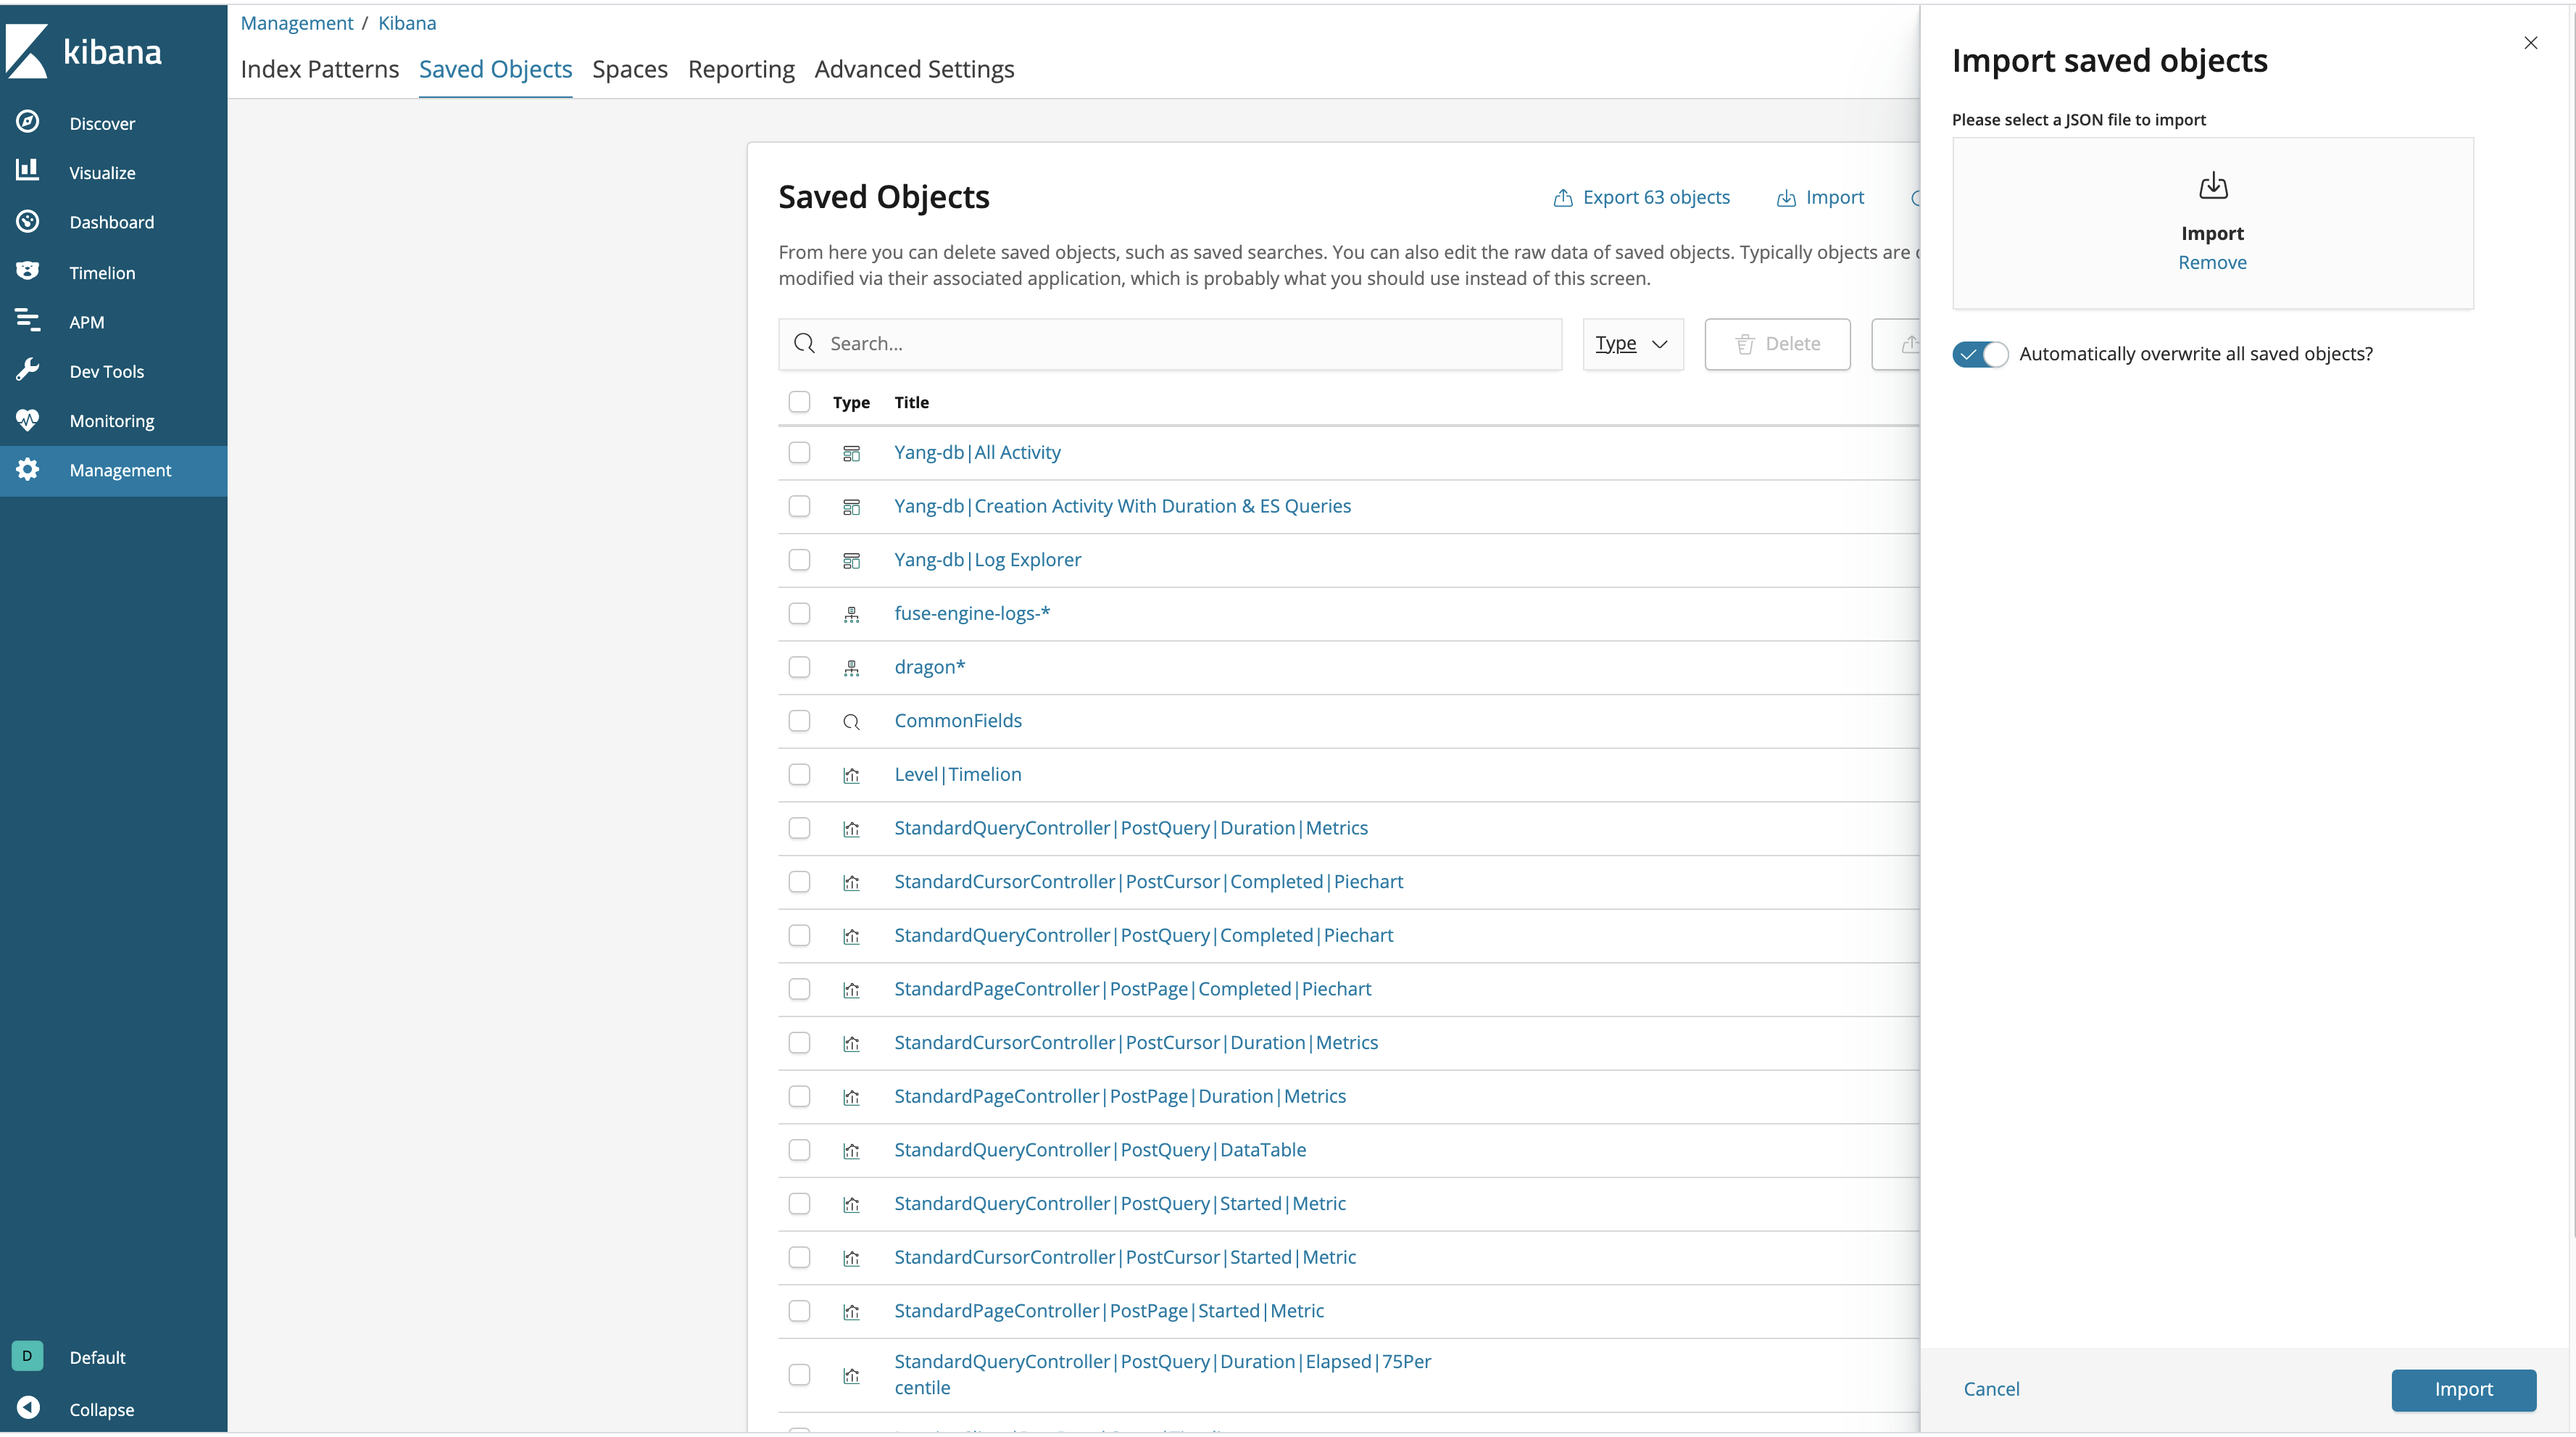 kibana
Discover
Visualize
Dashboard
Timelion
APM
Dev Tools
Monitoring
Management
D Default
Collapse
Management / Kibana
Index Patterns Saved Objects Spaces Reporting Advanced Settings
Saved Objects
Export 63 objects Import
From here you can delete saved objects, such as saved searches. You can also edit the raw data of saved objects. Typically objects are
modified via their associated application, which is probably what you should use instead of this screen.
Search... Type Delete
Type Title
Yang-db|All Activity
Yang-db|Creation Activity With Duration & ES Queries
Yang-db|Log Explorer
fuse-engine-logs-*
dragon*
CommonFields
Level|Timelion
StandardQueryController|PostQuery|Duration|Metrics
StandardCursorController|PostCursor|Completed|Piechart
StandardQueryController|PostQuery|Completed|Piechart
StandardPageController|PostPage|Completed|Piechart
StandardCursorController|PostCursor|Duration|Metrics
StandardPageController|PostPage|Duration|Metrics
StandardQueryController|PostQuery|DataTable
StandardQueryController|PostQuery|Started|Metric
StandardCursorController|PostCursor|Started|Metric
StandardPageController|PostPage|Started|Metric
StandardQueryController|PostQuery|Duration|Elapsed|75Per
centile
Import saved objects
Please select a JSON file to import
Import
Remove
Automatically overwrite all saved objects?
Cancel Import